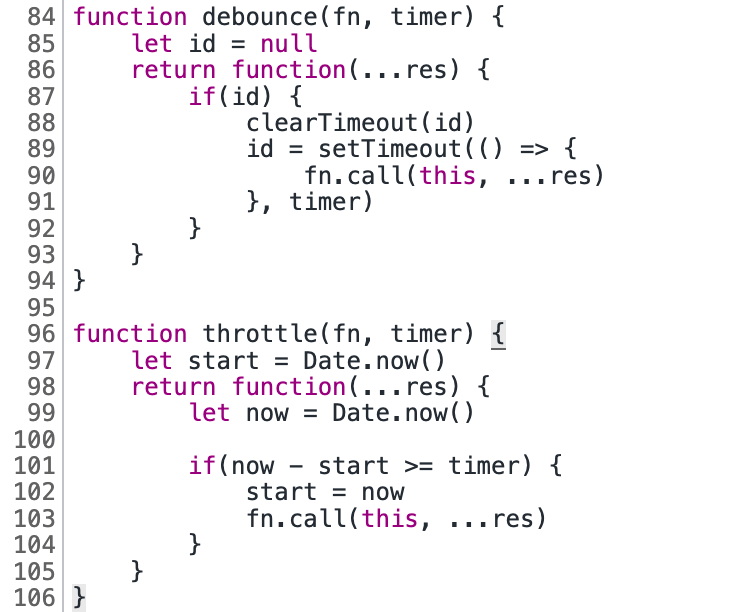 84 function debounce(fn, timer) {
85     let id = null
86     return function(...res) {
87         if(id) {
88             clearTimeout(id)
89             id = setTimeout(() => {
90                 fn.call(this, ...res)
91             }, timer)
92         }
93     }
94 }
95
96 function throttle(fn, timer) {
97     let start = Date.now()
98     return function(...res) {
99         let now = Date.now()
100
101         if(now - start >= timer) {
102             start = now
103             fn.call(this, ...res)
104         }
105     }
106 }